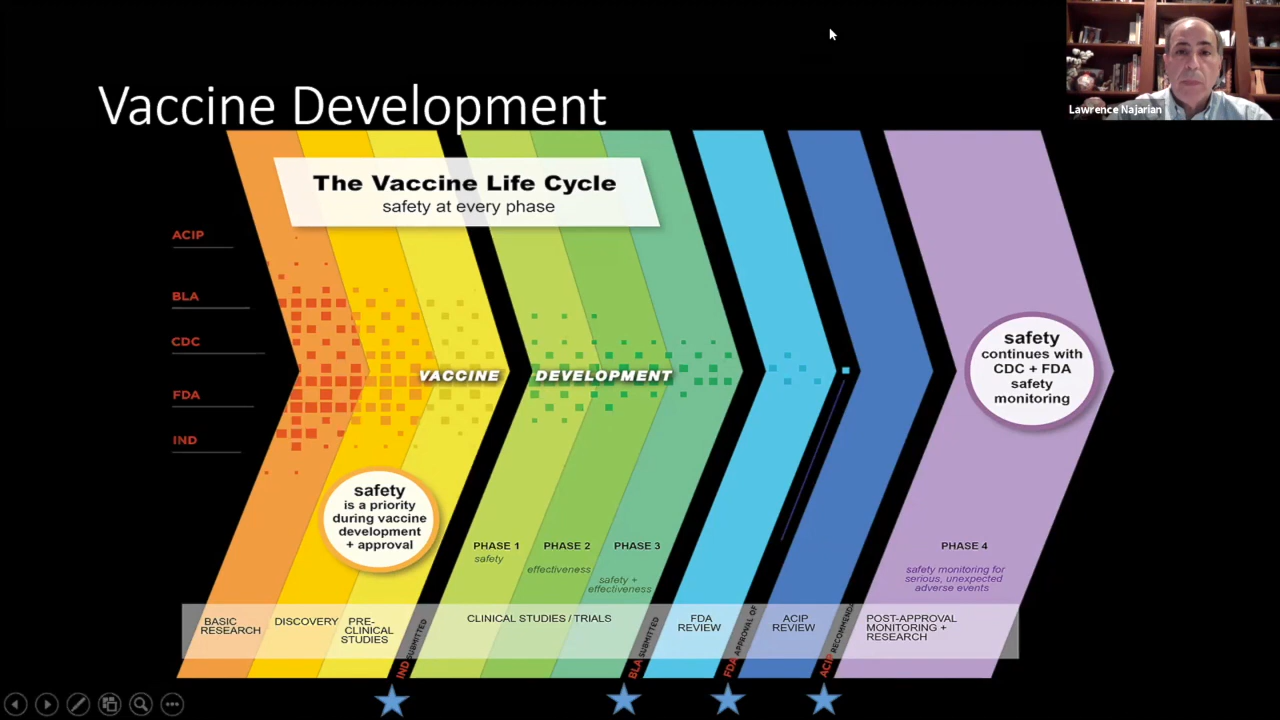 Lawrence Najarian
Vaccine Development
The Vaccine Life Cycle
safety at every phase
ACIP
BLA
CDC
FDA
IND
VACCINE DEVELOPMENT
safety
continues with
CDC + FDA
safety
monitoring
safety
is a priority
during vaccine
development
+ approval
PHASE 1
safety
PHASE 2
effectiveness
PHASE 3
safety +
effectiveness
PHASE 4
safety monitoring for
serious, unexpected
adverse events
BASIC
RESEARCH
DISCOVERY
PRE-
CLINICAL
STUDIES
IND SUBMITTED
CLINICAL STUDIES / TRIALS
BLA SUBMITTED
FDA
REVIEW
FDA APPROVAL OF
ACIP
REVIEW
ACIP
POST-APPROVAL
MONITORING +
RESEARCH